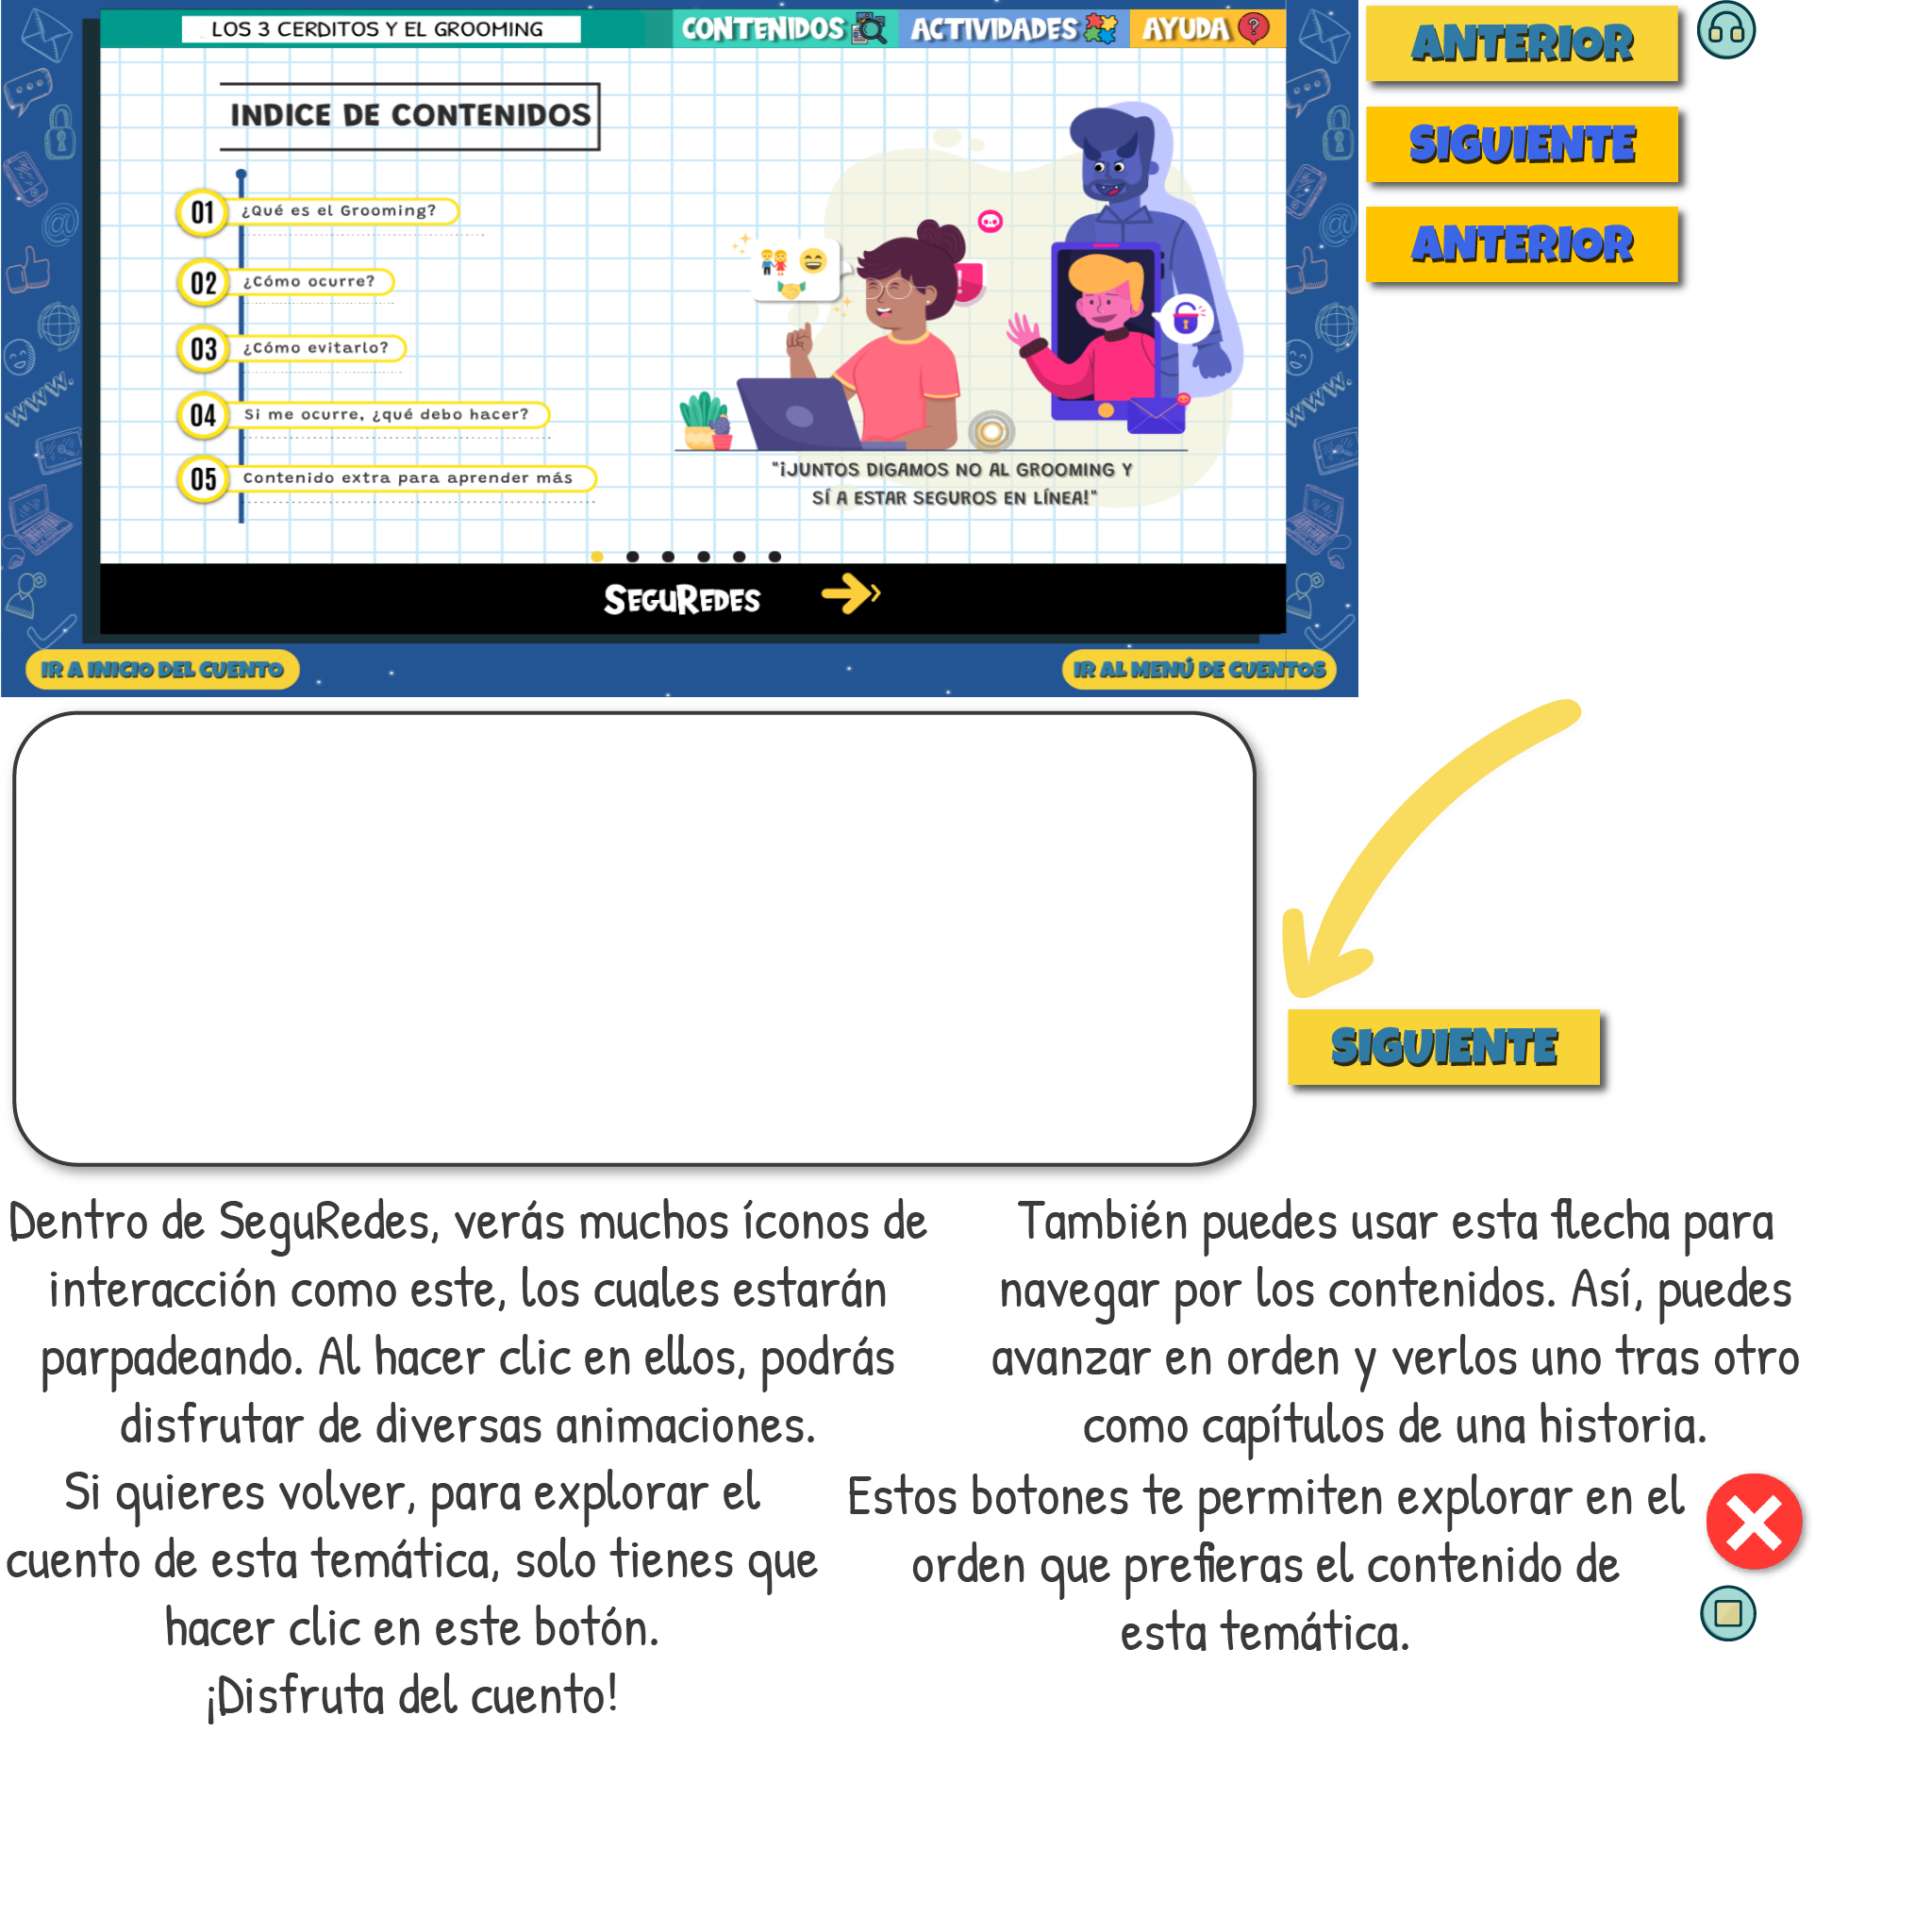 LOS 3 CERDITOS Y EL GROOMING
CONTENIDOS
ACTIVIDADES
AYUDA
ANTERIOR
SIGUIENTE
ANTERIOR
INDICE DE CONTENIDOS
01 ¿Qué es el Grooming?
02 ¿Cómo ocurre?
03 ¿Cómo evitarlo?
04 Si me ocurre, ¿qué debo hacer?
05 Contenido extra para aprender más
"¡JUNTOS DIGAMOS NO AL GROOMING Y
SÍ A ESTAR SEGUROS EN LÍNEA!"
SEGUREDES
IR A INICIO DEL CUENTO
IR AL MENÚ DE CUENTOS
www.
www.
SIGUIENTE
Dentro de SeguRedes, verás muchos íconos de
interacción como este, los cuales estarán
parpadeando. Al hacer clic en ellos, podrás
disfrutar de diversas animaciones.
También puedes usar esta flecha para
navegar por los contenidos. Así, puedes
avanzar en orden y verlos uno tras otro
como capítulos de una historia.
Si quieres volver, para explorar el
cuento de esta temática, solo tienes que
hacer clic en este botón.
¡Disfruta del cuento!
Estos botones te permiten explorar en el
orden que prefieras el contenido de
esta temática.